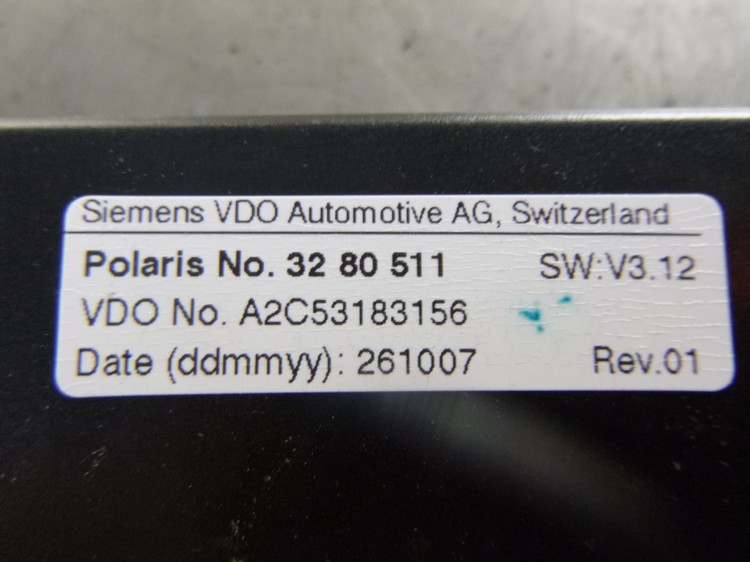 Siemens VDO Automotive AG, Switzerland
Polaris No. 32 80 511 SW:V3.12
VDO No. A2C53183156
Date (ddmmyy): 261007 Rev.01